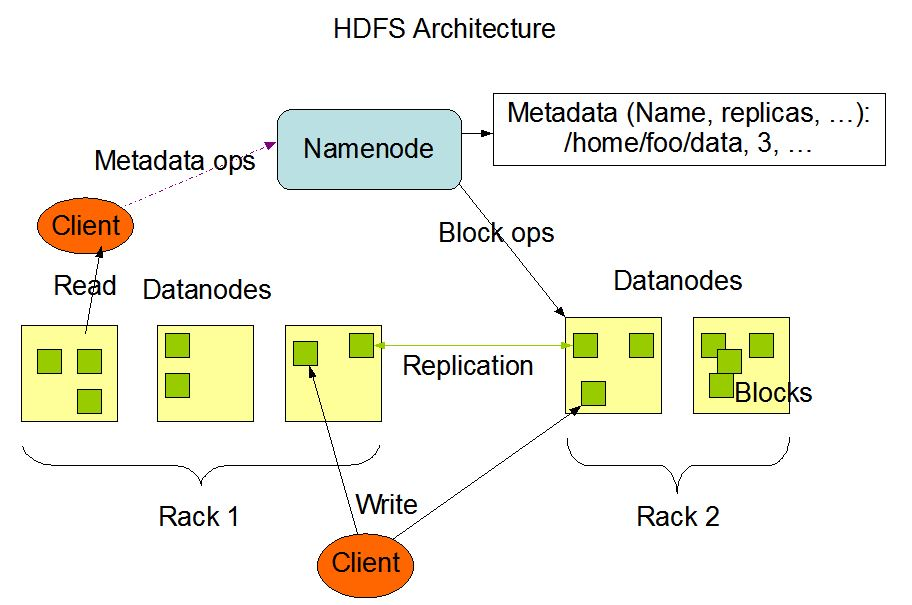 HDFS Architecture
Metadata (Name, replicas, …):
/home/foo/data, 3, …
Namenode
Metadata ops
Client
Block ops
Read
Datanodes
Datanodes
Replication
Blocks
Rack 1
Write
Rack 2
Client